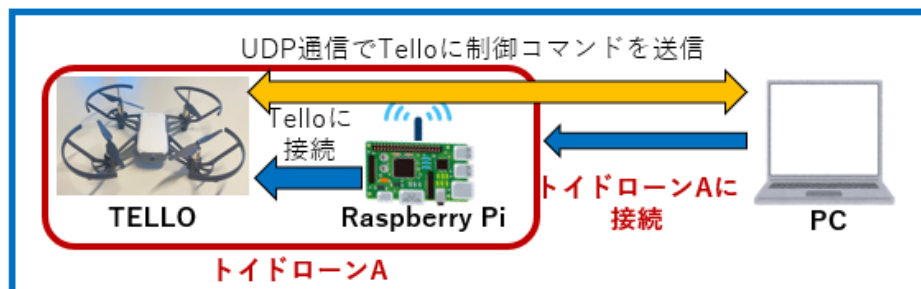 UDP通信でTelloに制御コマンドを送信
Telloに
接続
トイドローンAに
接続
TELLO
Raspberry Pi
PC
トイドローンA